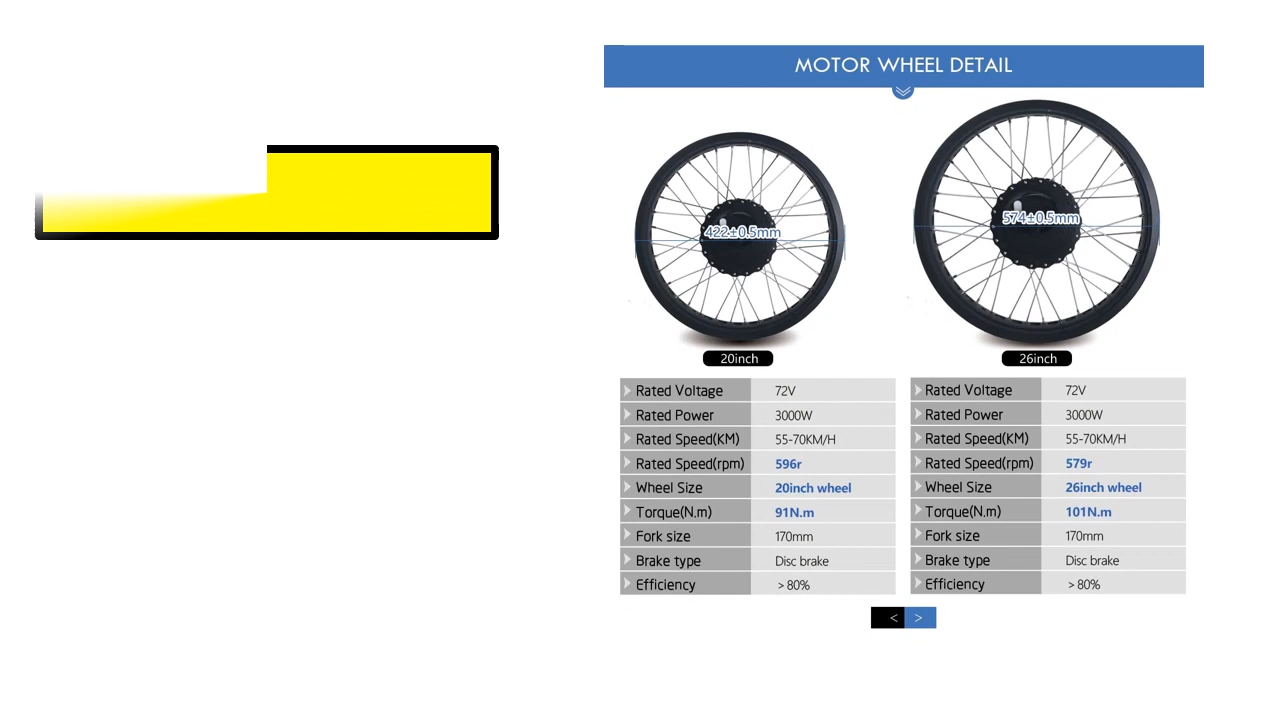 MOTOR WHEEL DETAIL
422±0.5mm
574±0.5mm
20inch
26inch
Rated Voltage 72V
Rated Power 3000W
Rated Speed(KM) 55-70KM/H
Rated Speed(rpm) 596r
Wheel Size 20inch wheel
Torque(N.m) 91N.m
Fork size 170mm
Brake type Disc brake
Efficiency >80%
Rated Voltage 72V
Rated Power 3000W
Rated Speed(KM) 55-70KM/H
Rated Speed(rpm) 579r
Wheel Size 26inch wheel
Torque(N.m) 101N.m
Fork size 170mm
Brake type Disc brake
Efficiency >80%
< >